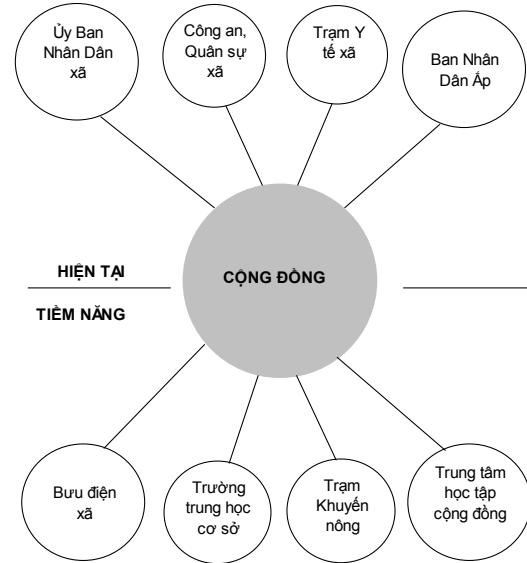 Ủy Ban
Nhân Dân
xã
Công an,
Quân sự
xã
Trạm Y
tế xã
Ban Nhân
Dân Ấp
HIỆN TẠI
CỘNG ĐỒNG
TIỀM NĂNG
Bưu điện
xã
Trường
trung học
cơ sở
Trạm
Khuyến
nông
Trung tâm
học tập
cộng đồng